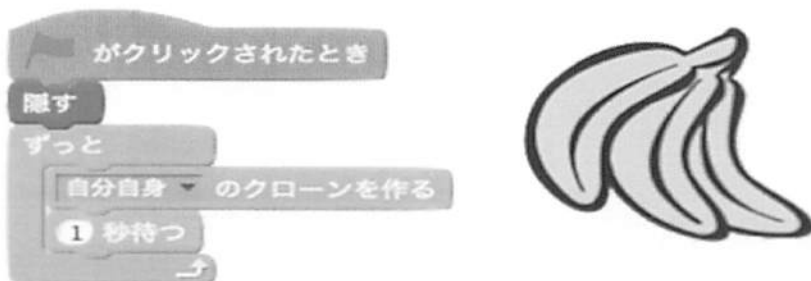 がクリックされたとき
隠す
ずっと
自分自身 のクローンを作る
1 秒待つ